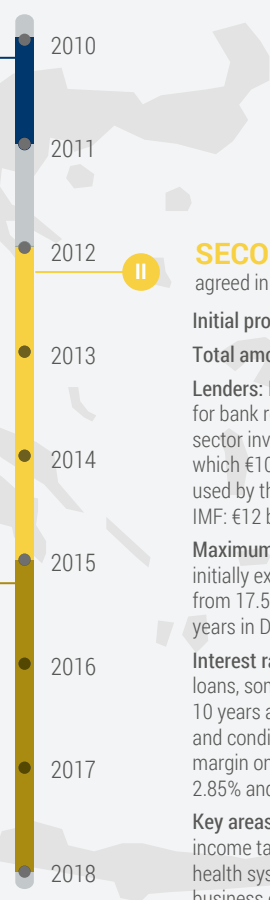 2010
2011
2012
II
SECO
agreed in
Initial pro
2013
Total amo
Lenders:
for bank r
sector inv
2014
which €10
used by th
IMF: €12 b
Maximum
2015
initially ex
from 17.5
years in D
Interest ra
2016
loans, som
10 years a
and condi
margin on
2017
2.85% and
Key areas
income ta
2018
health sys
business